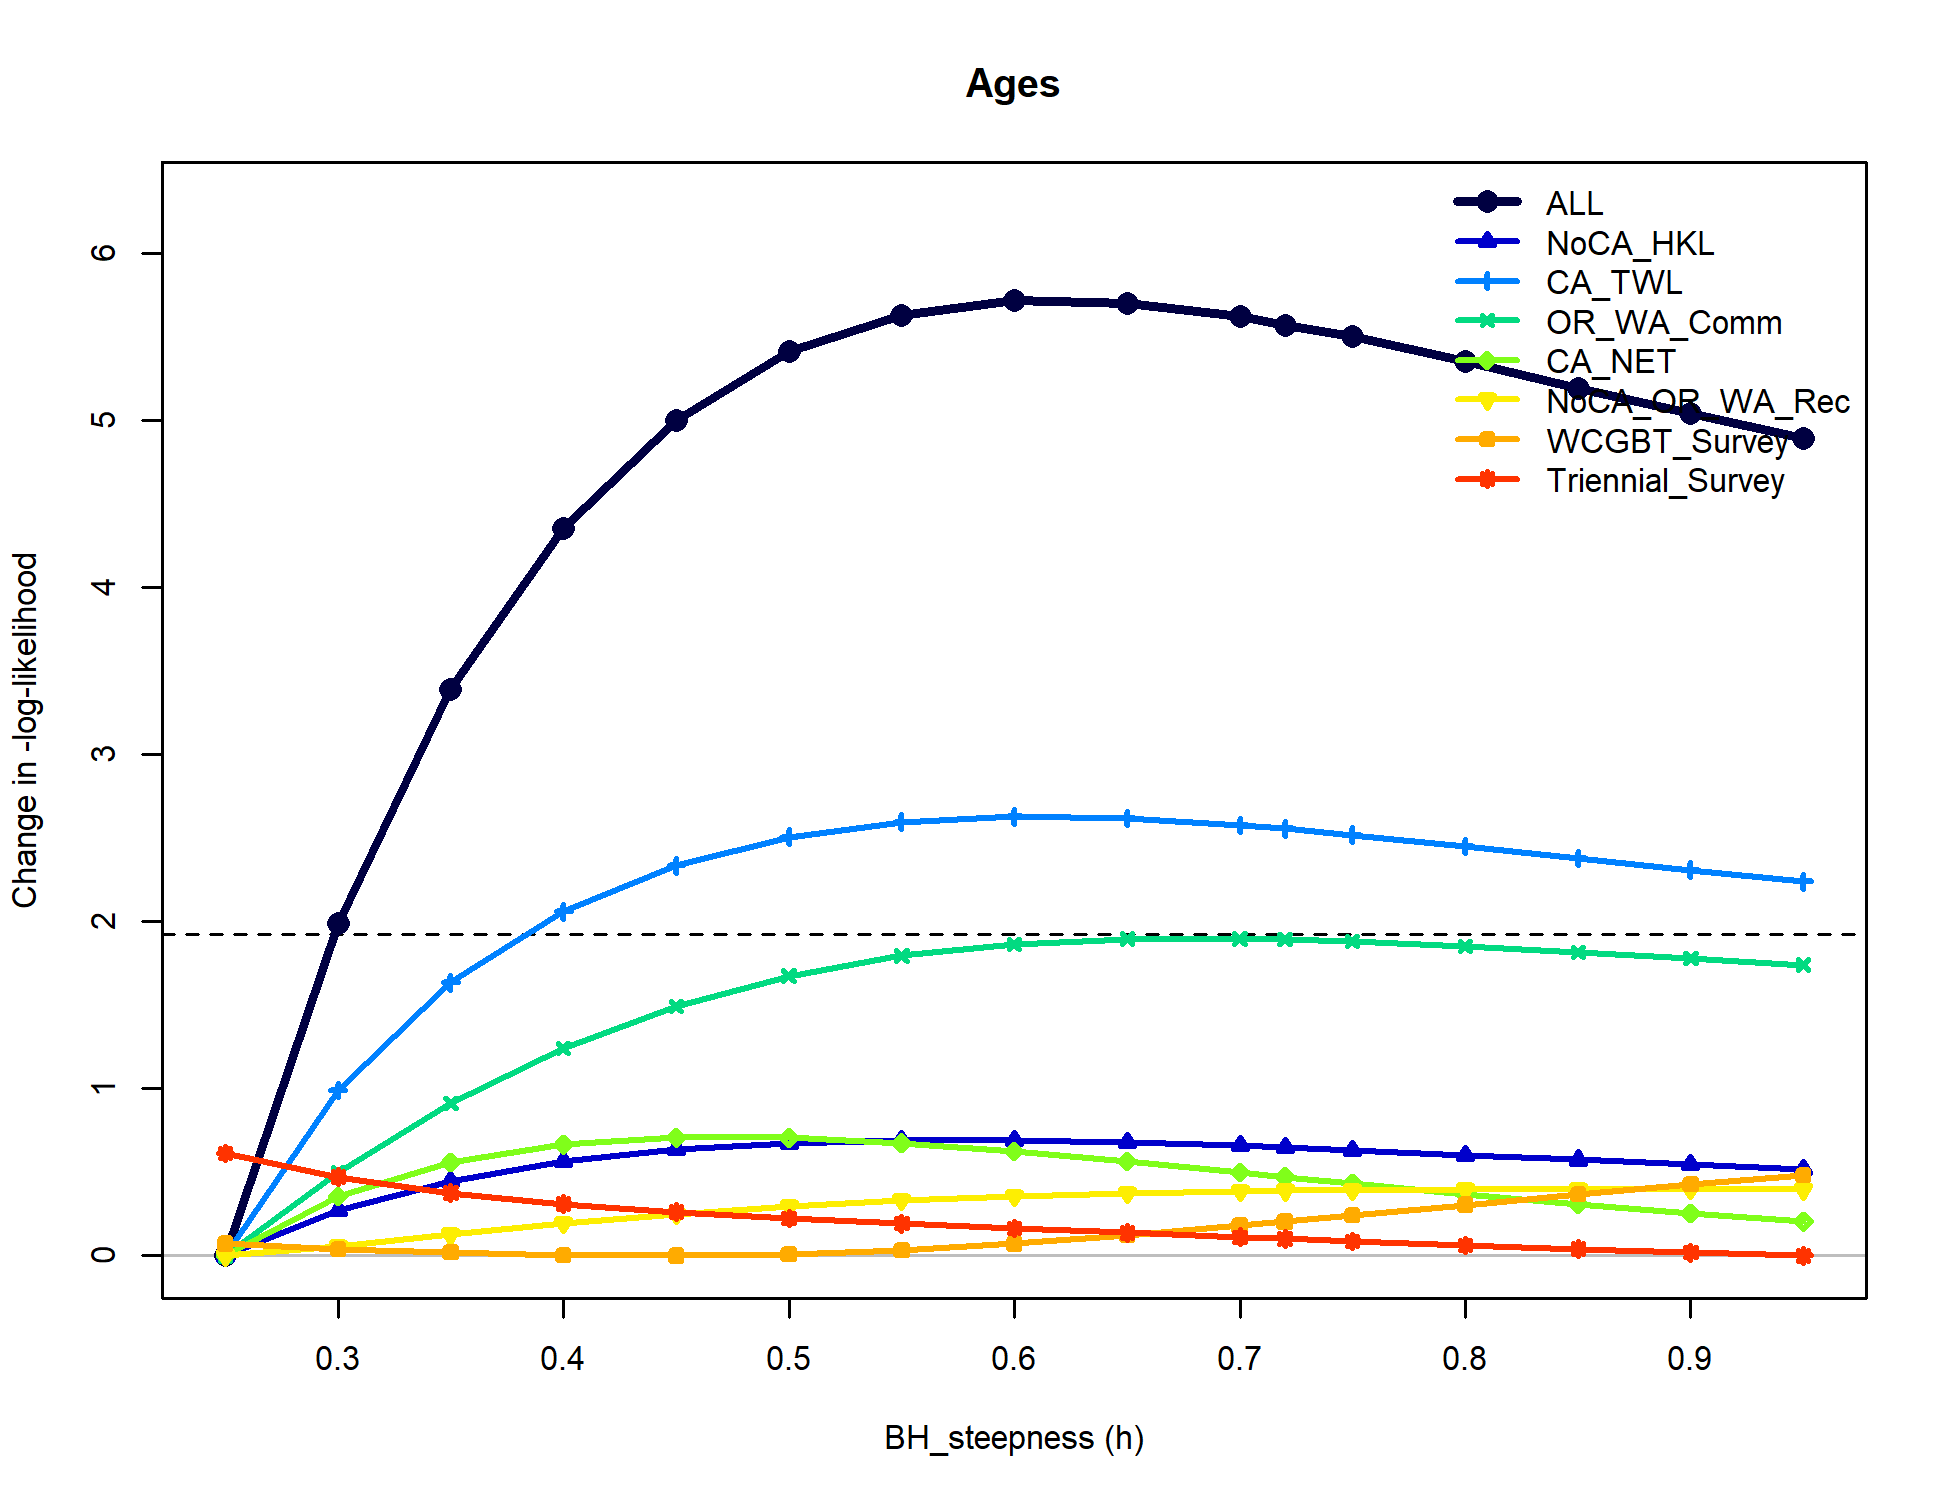 Ages
Change in -log-likelihood
6
5
4
3
2
1
0
ALL
NoCA_HKL
CA_TWL
OR_WA_Comm
CA_NET
NoCA_OR_WA_Rec
WCGBT_Survey
Triennial_Survey
0.3 0.4 0.5 0.6 0.7 0.8 0.9
BH_steepness (h)